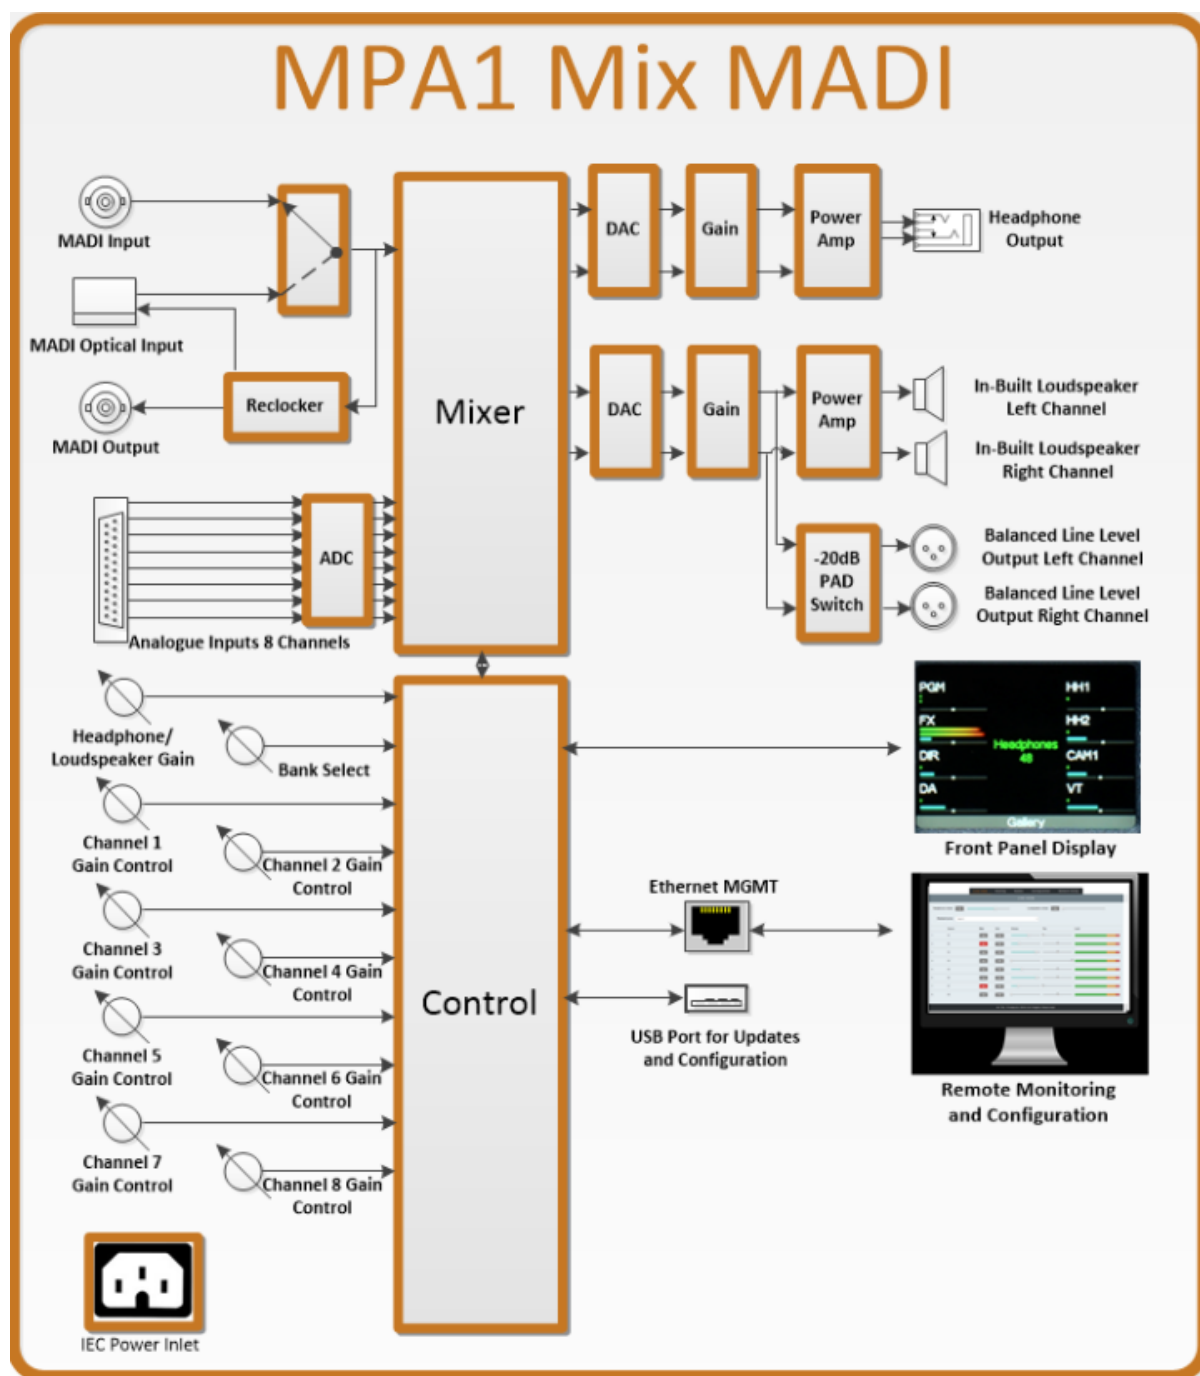 MPA1 Mix MADI
MADI Input
MADI Optical Input
Reclocker
MADI Output
ADC
Analogue Inputs 8 Channels
Mixer
DAC
Gain
Power
Amp
Headphone
Output
DAC
Gain
Power
Amp
In-Built Loudspeaker
Left Channel
In-Built Loudspeaker
Right Channel
-20dB
PAD
Switch
Balanced Line Level
Output Left Channel
Balanced Line Level
Output Right Channel
Headphone/
Loudspeaker Gain
Bank Select
Channel 1
Gain Control
Channel 2 Gain
Control
Channel 3
Gain Control
Channel 4 Gain
Control
Channel 5
Gain Control
Channel 6 Gain
Control
Channel 7
Gain Control
Channel 8 Gain
Control
IEC Power Inlet
Control
PGM
HH1
FX
HH2
Headphones
48
DIR
CAM1
DA
VT
Gallery
Front Panel Display
Ethernet MGMT
USB Port for Updates
and Configuration
Remote Monitoring
and Configuration